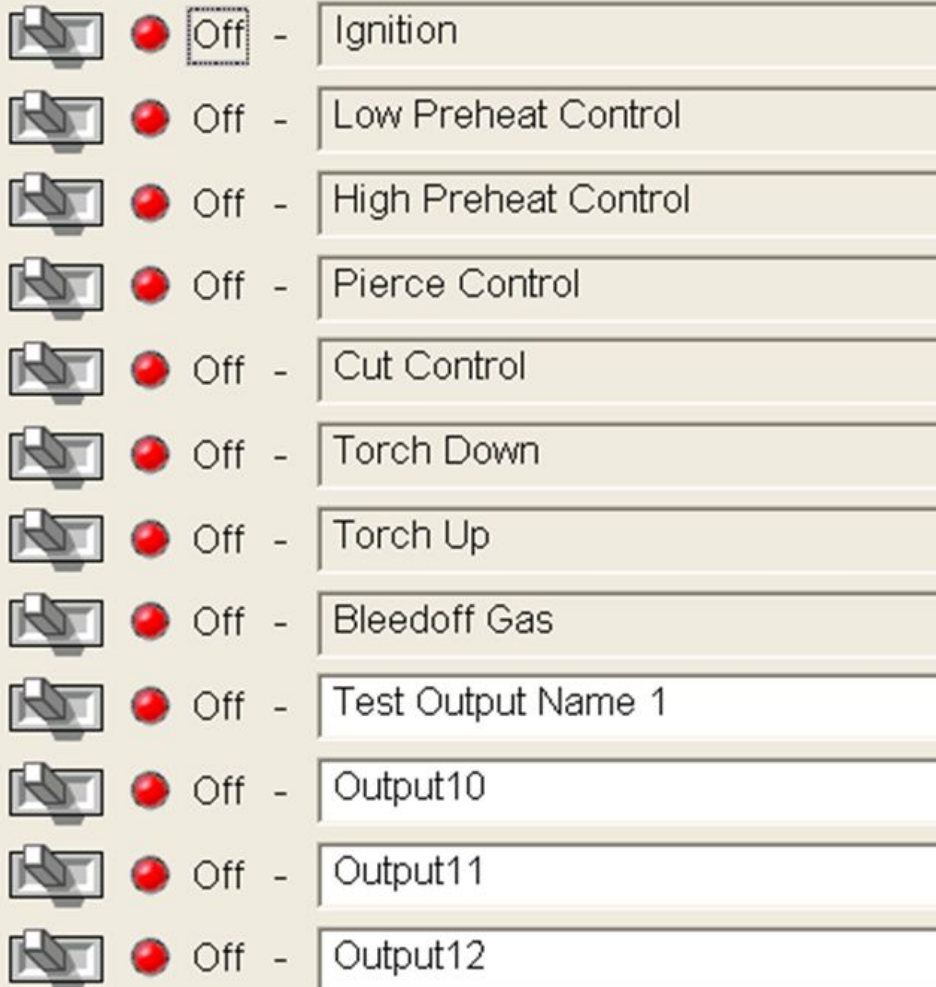 Off - Ignition
Off - Low Preheat Control
Off - High Preheat Control
Off - Pierce Control
Off - Cut Control
Off - Torch Down
Off - Torch Up
Off - Bleedoff Gas
Off - Test Output Name 1
Off - Output10
Off - Output11
Off - Output12